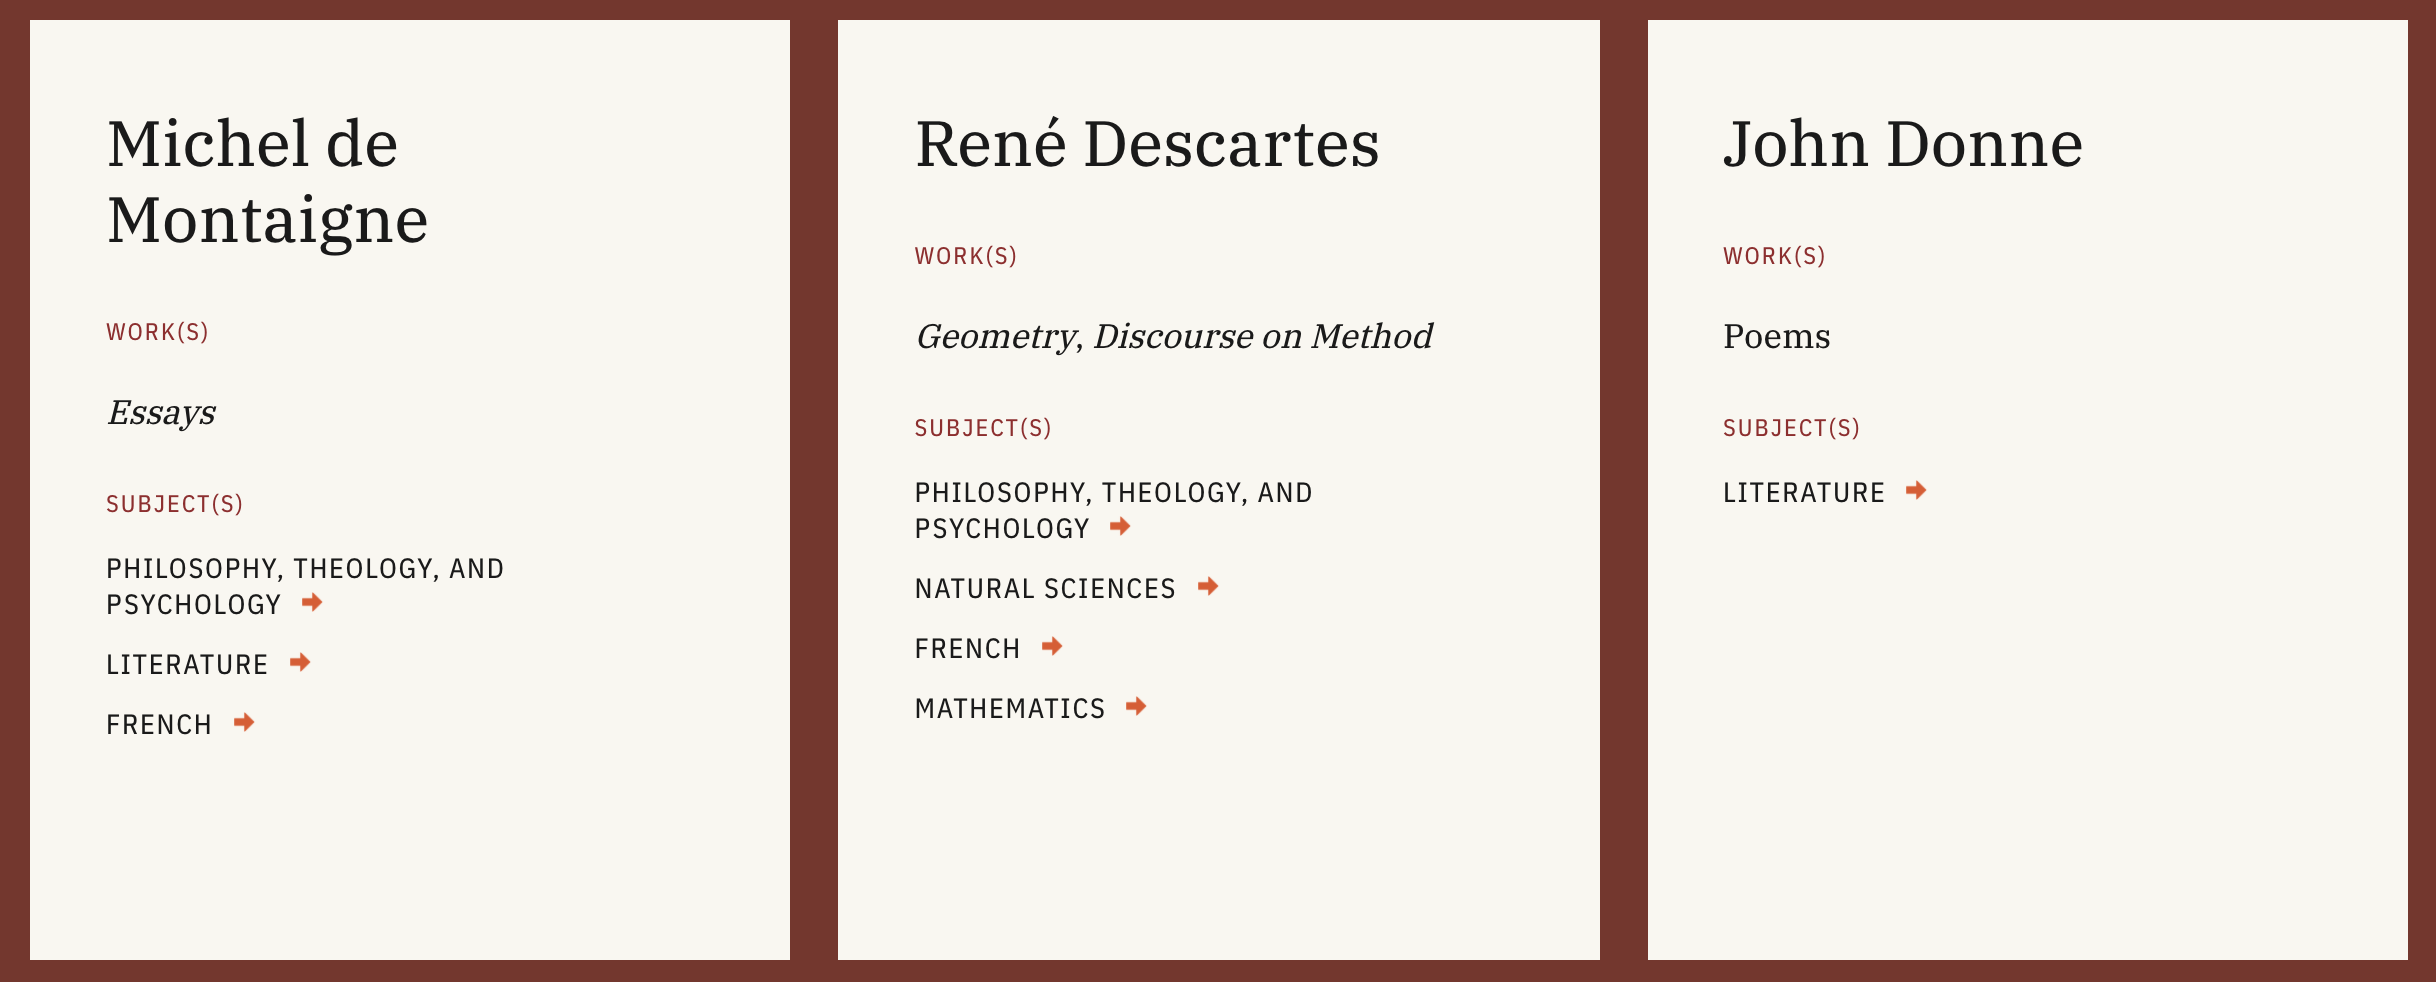 Michel de
Montaigne
WORK(S)
Essays
SUBJECT(S)
PHILOSOPHY, THEOLOGY, AND
PSYCHOLOGY
LITERATURE
FRENCH
René Descartes
WORK(S)
Geometry, Discourse on Method
SUBJECT(S)
PHILOSOPHY, THEOLOGY, AND
PSYCHOLOGY
NATURAL SCIENCES
FRENCH
MATHEMATICS
John Donne
WORK(S)
Poems
SUBJECT(S)
LITERATURE